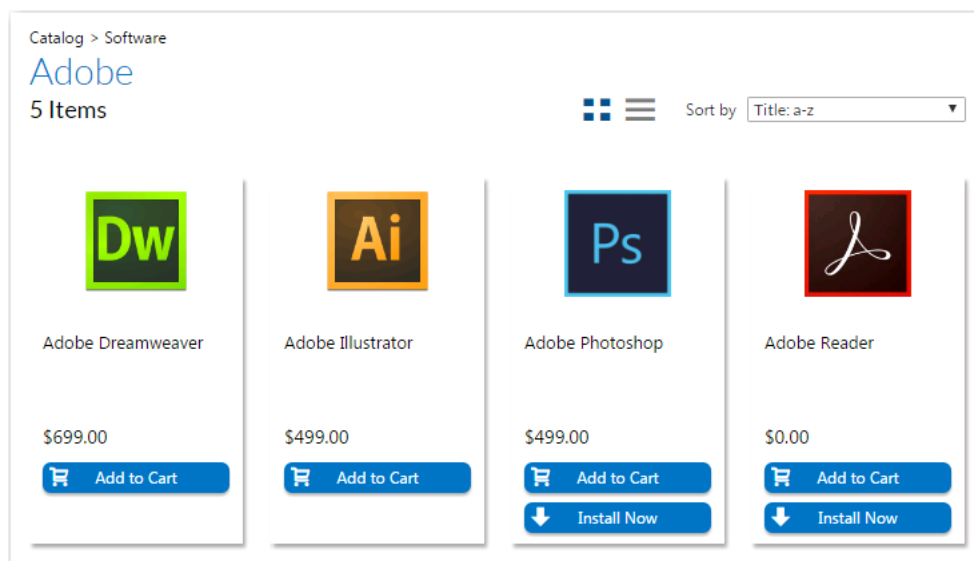 Catalog > Software
Adobe
5 Items
Sort by Title: a-z
Dw
Ai
Ps
Adobe Dreamweaver
Adobe Illustrator
Adobe Photoshop
Adobe Reader
$699.00
$499.00
$499.00
$0.00
Add to Cart
Add to Cart
Add to Cart
Add to Cart
Install Now
Install Now